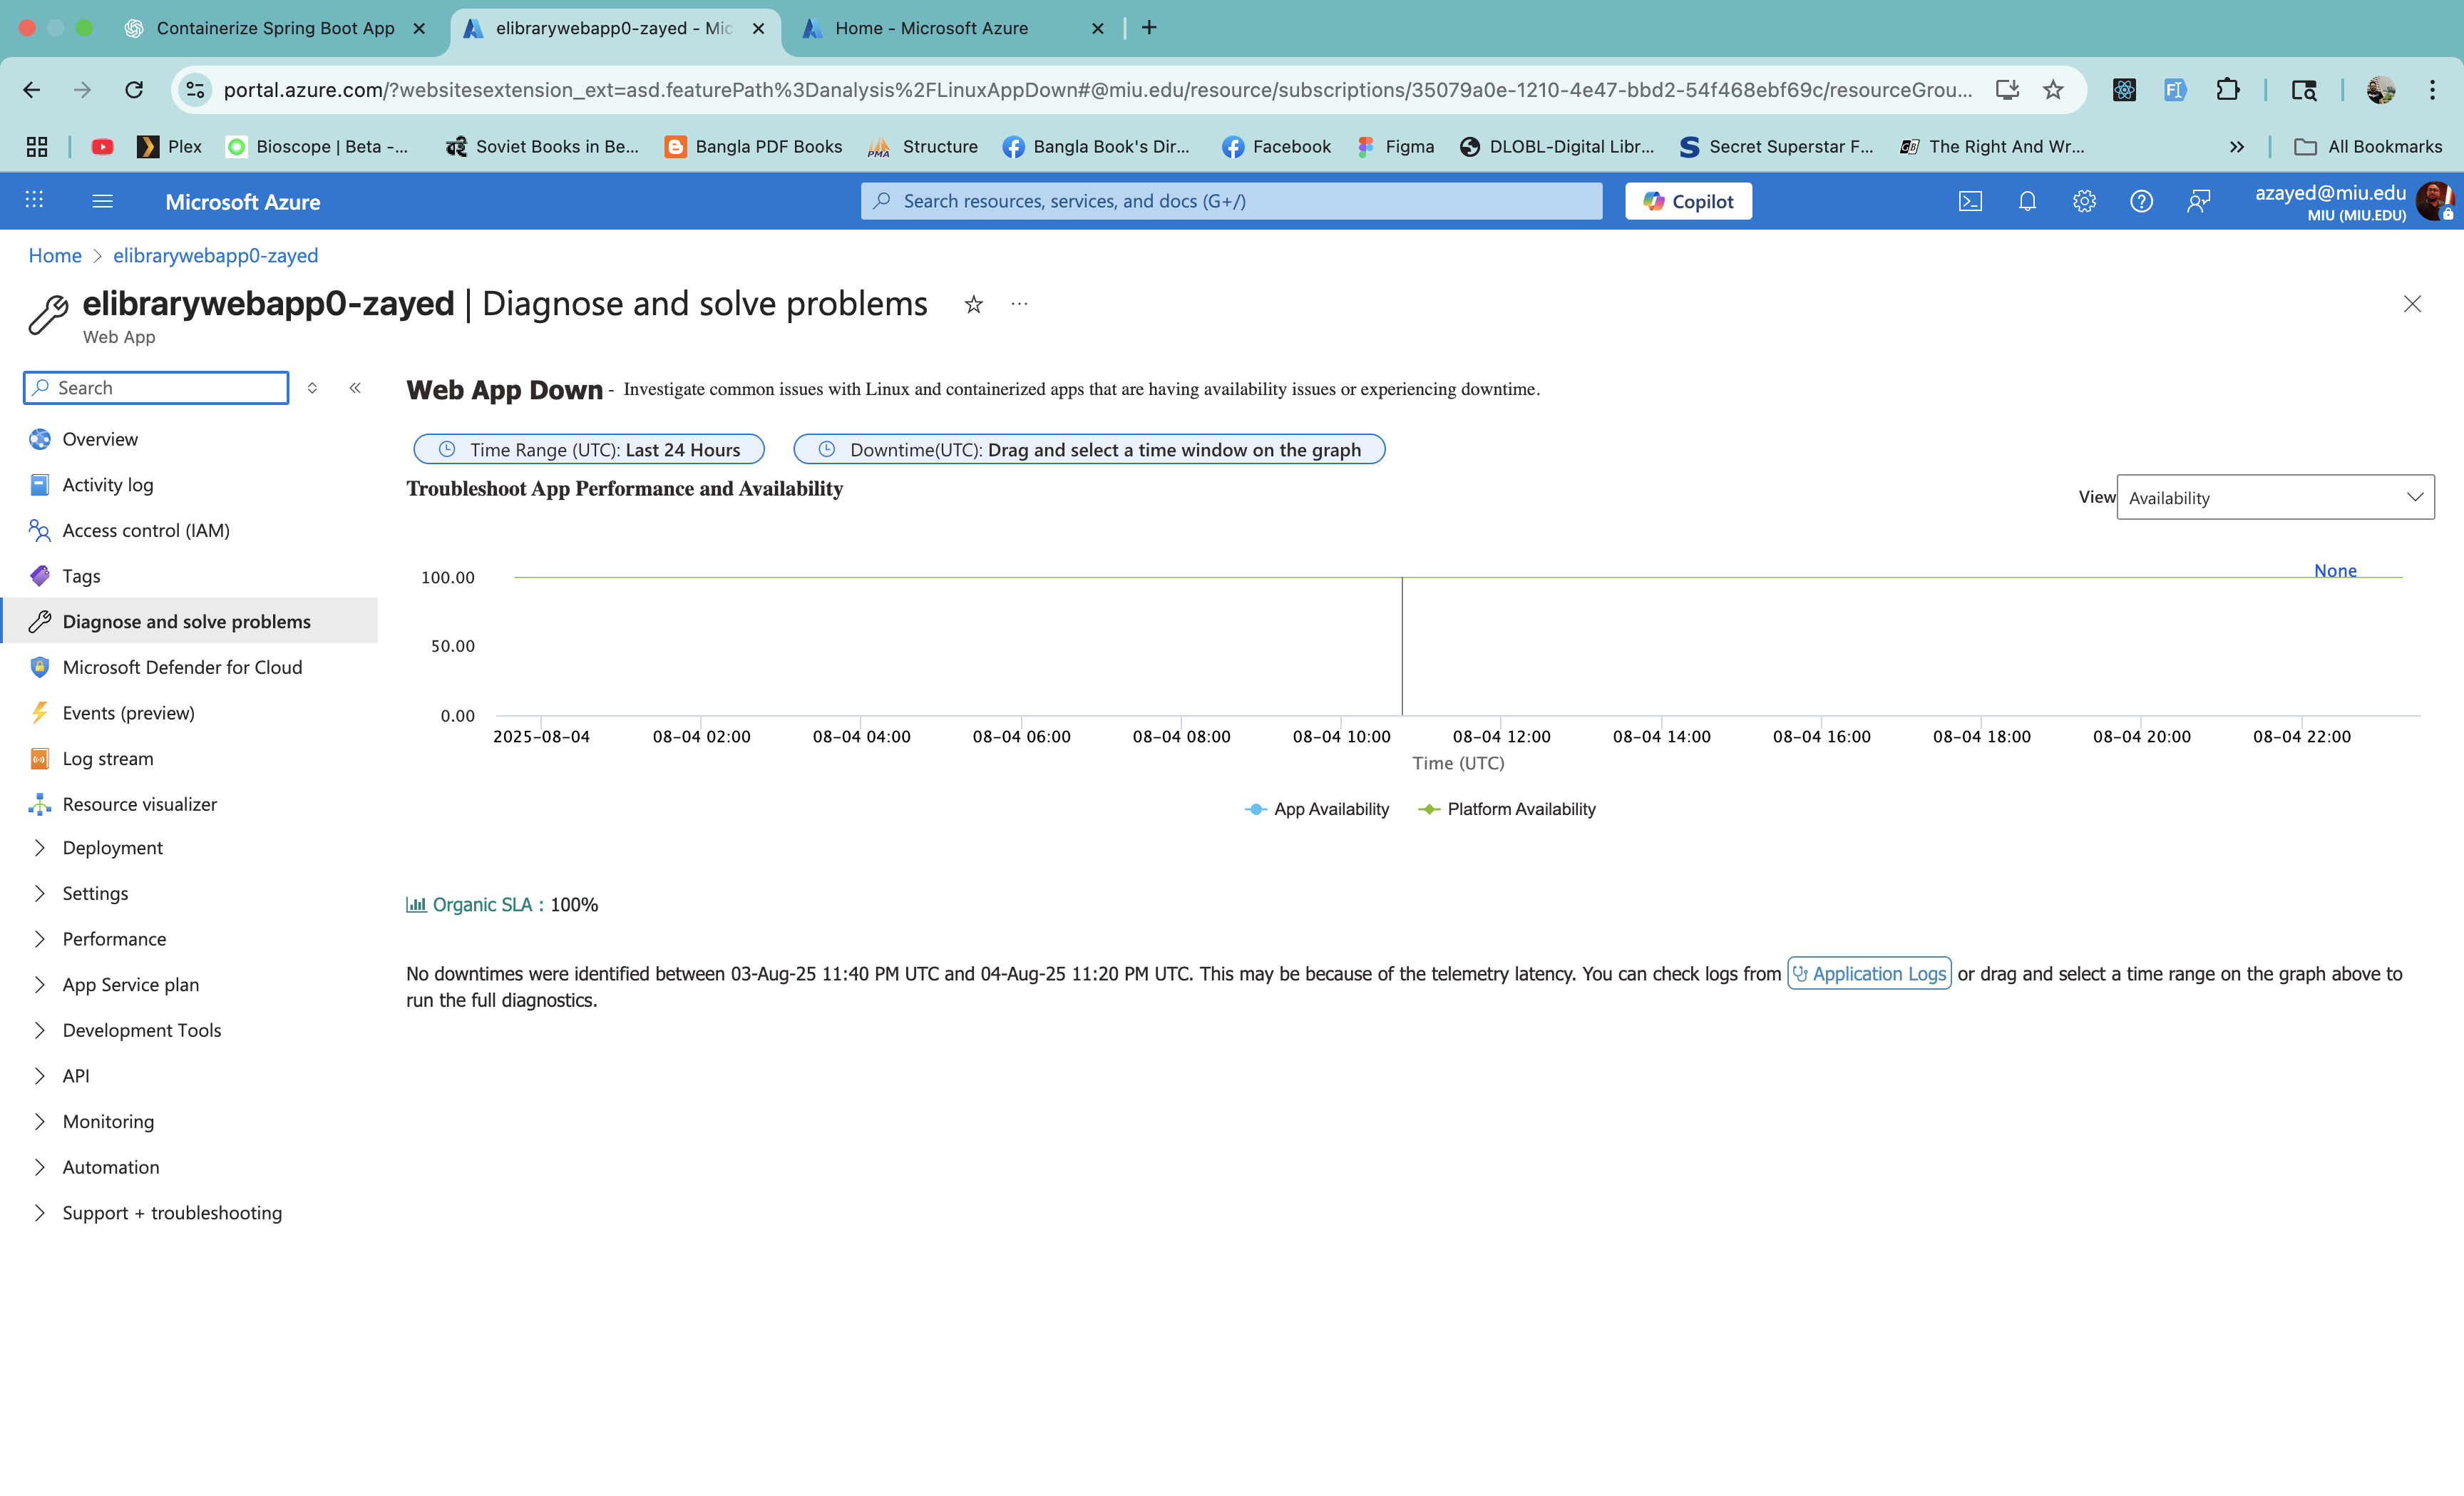 Containerize Spring Boot App
elibrarywebapp0-zayed - Mic
Home - Microsoft Azure
portal.azure.com/?websitesextension_ext=asd.featurePath%3Danalysis%2FLinuxAppDown#@miu.edu/resource/subscriptions/35079a0e-1210-4e47-bbd2-54f468ebf69c/resourceGrou...
Plex
Bioscope | Beta -...
Soviet Books in Be...
Bangla PDF Books
Structure
Bangla Book's Dir...
Facebook
Figma
DLOBL-Digital Libr...
Secret Superstar F...
The Right And Wr...
All Bookmarks
Microsoft Azure
Search resources, services, and docs (G+/)
Copilot
azayed@miu.edu
MIU (MIU.EDU)
Home > elibrarywebapp0-zayed
elibrarywebapp0-zayed | Diagnose and solve problems
Web App
Search
Overview
Activity log
Access control (IAM)
Tags
Diagnose and solve problems
Microsoft Defender for Cloud
Events (preview)
Log stream
Resource visualizer
Deployment
Settings
Performance
App Service plan
Development Tools
API
Monitoring
Automation
Support + troubleshooting
Web App Down - Investigate common issues with Linux and containerized apps that are having availability issues or experiencing downtime.
Time Range (UTC): Last 24 Hours
Downtime(UTC): Drag and select a time window on the graph
Troubleshoot App Performance and Availability
View
Availability
None
100.00
50.00
0.00
2025-08-04
08-04 02:00
08-04 04:00
08-04 06:00
08-04 08:00
08-04 10:00
08-04 12:00
08-04 14:00
08-04 16:00
08-04 18:00
08-04 20:00
08-04 22:00
Time (UTC)
App Availability
Platform Availability
Organic SLA : 100%
No downtimes were identified between 03-Aug-25 11:40 PM UTC and 04-Aug-25 11:20 PM UTC. This may be because of the telemetry latency. You can check logs from Application Logs or drag and select a time range on the graph above to
run the full diagnostics.